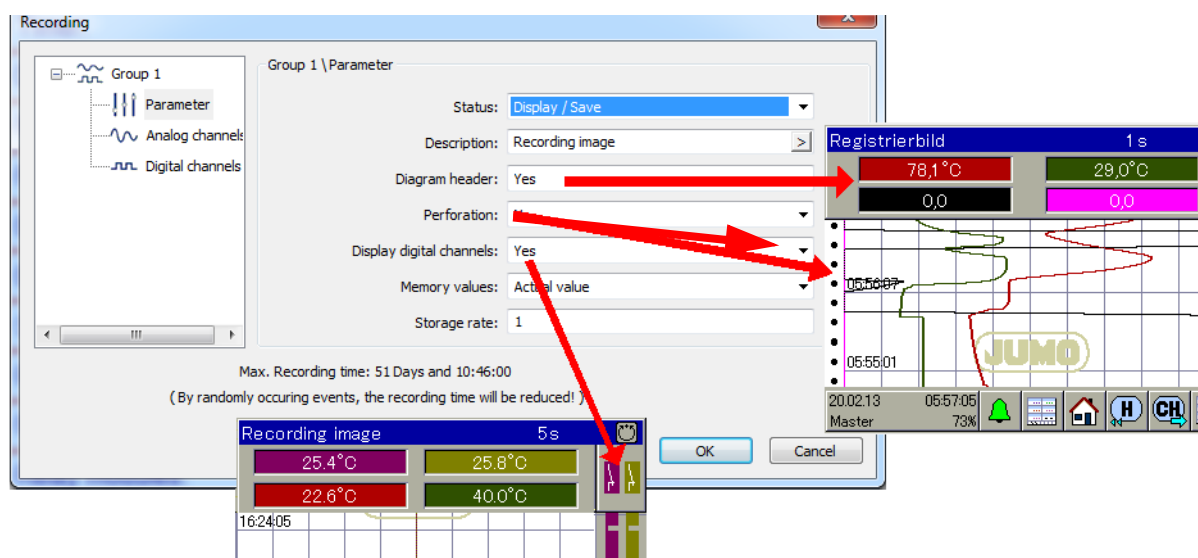 Recording
x
Group 1
Parameter
Analog channels
Digital channels
Group 1 \ Parameter
Status: Display / Save
Description: Recording image >
Diagram header: Yes
Perforation:
Display digital channels: Yes
Memory values: Actual value
Storage rate: 1
Max. Recording time: 51 Days and 10:46:00
( By randomly occuring events, the recording time will be reduced! )
OK
Cancel
Registrierbild 1 s
78,1°C 29,0°C
0,0 0,0
05:56:07
JUMO
05:55:01
20.02.13 05:57:05
Master 73%
H
CH
Recording image 5 s
25.4°C 25.8°C
22.6°C 40.0°C
16:24:05